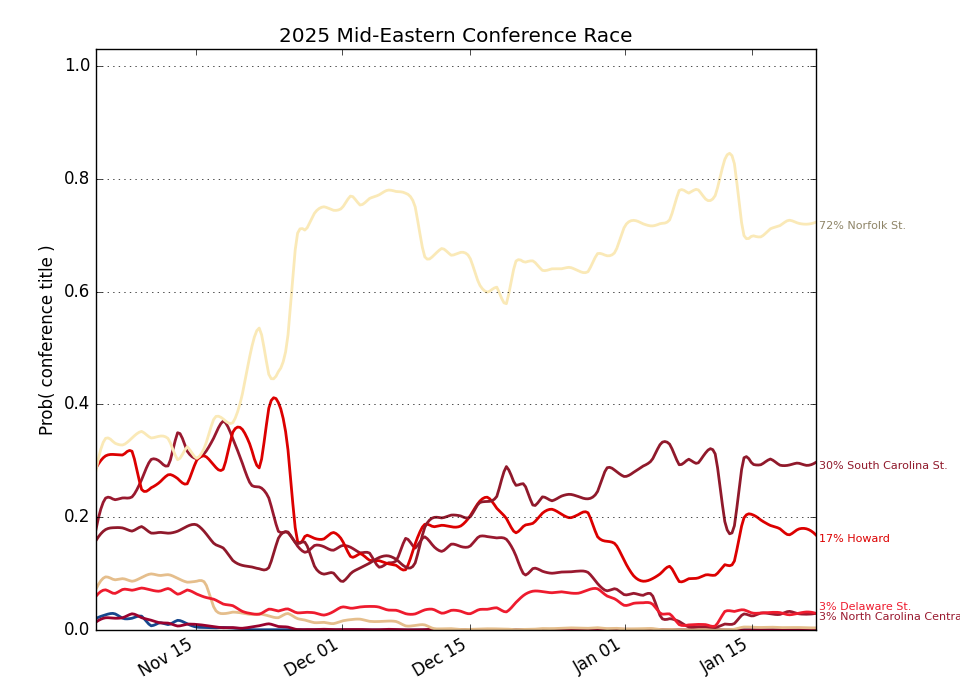 2025 Mid-Eastern Conference Race
Prob( conference title )
1.0
0.8
0.6
0.4
0.2
0.0
72% Norfolk St.
30% South Carolina St.
17% Howard
3% Delaware St.
3% North Carolina Centra
Nov 15
Dec 01
Dec 15
Jan 01
Jan 15